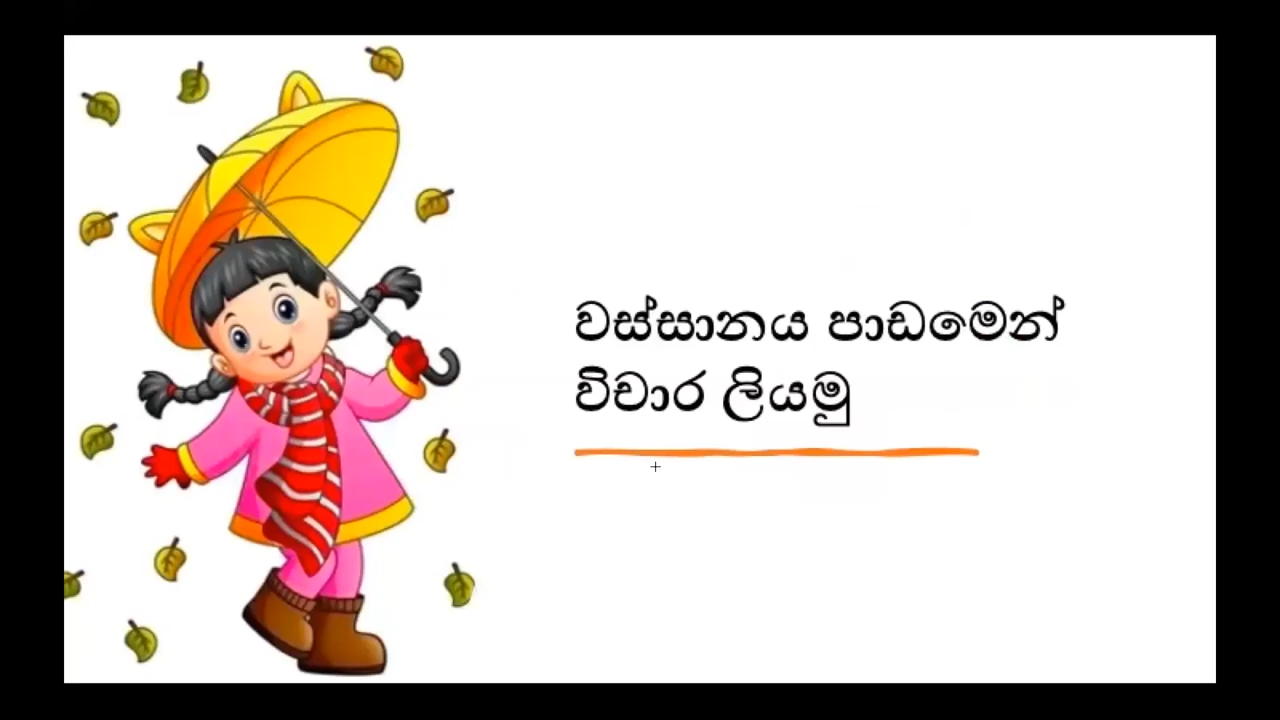 වස්සානය පාඩමෙන්
විචාර ලියමු